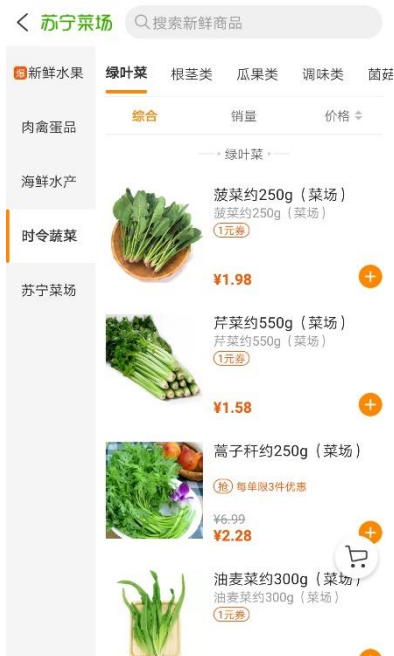 苏宁菜场
搜索新鲜商品
爆 新鲜水果
肉禽蛋品
海鲜水产
时令蔬菜
苏宁菜场
绿叶菜 根茎类 瓜果类 调味类 菌菇
综合 销量 价格
绿叶菜
菠菜约250g（菜场）
菠菜约250g（菜场）
1元券
¥1.98
芹菜约550g（菜场）
芹菜约550g（菜场）
1元券
¥1.58
蒿子秆约250g（菜场）
抢 每单限3件优惠
¥6.99
¥2.28
油麦菜约300g（菜场）
油麦菜约300g（菜场）
1元券